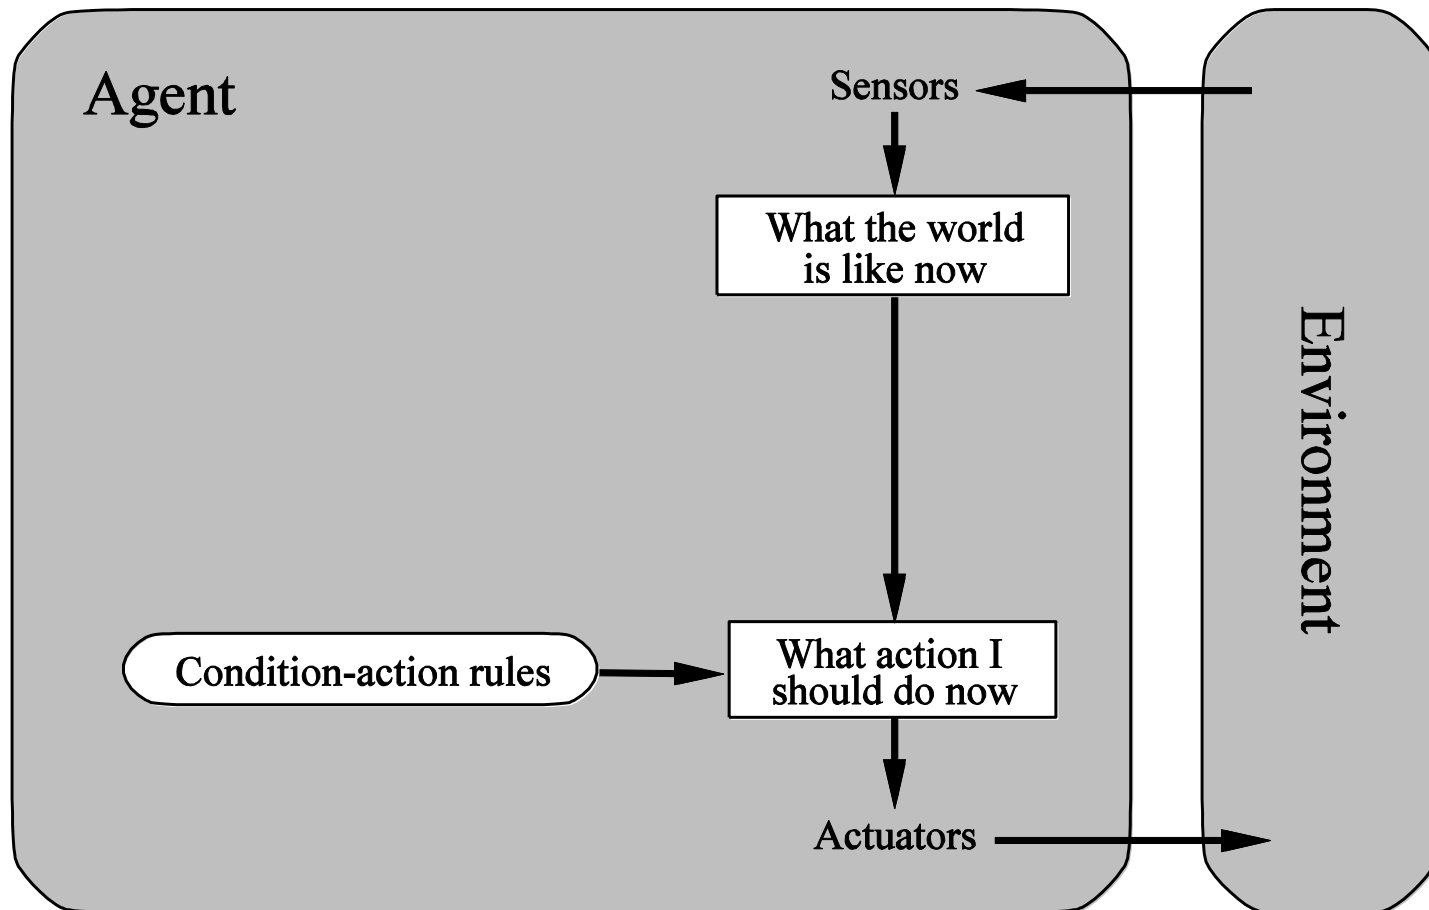 Agent
Sensors
What the world
is like now
Environment
Condition-action rules
What action I
should do now
Actuators